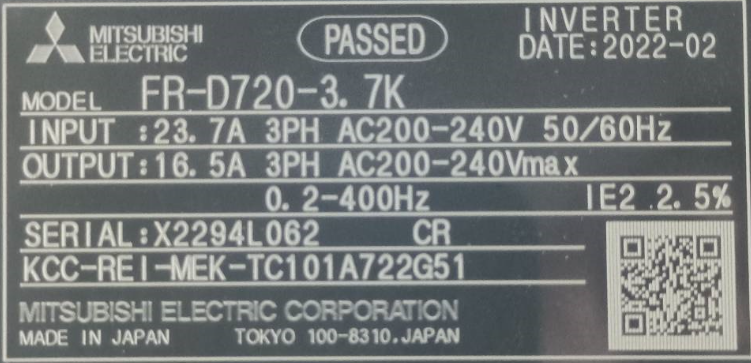 MITSUBISHI
ELECTRIC
PASSED
INVERTER
DATE:2022-02
MODEL FR-D720-3.7K
INPUT :23.7A 3PH AC200-240V 50/60Hz
OUTPUT:16.5A 3PH AC200-240Vmax
0.2-400Hz IE2 2.5%
SERIAL:X2294L062 CR
KCC-REI-MEK-TC101A722G51
MITSUBISHI ELECTRIC CORPORATION
MADE IN JAPAN TOKYO 100-8310.JAPAN